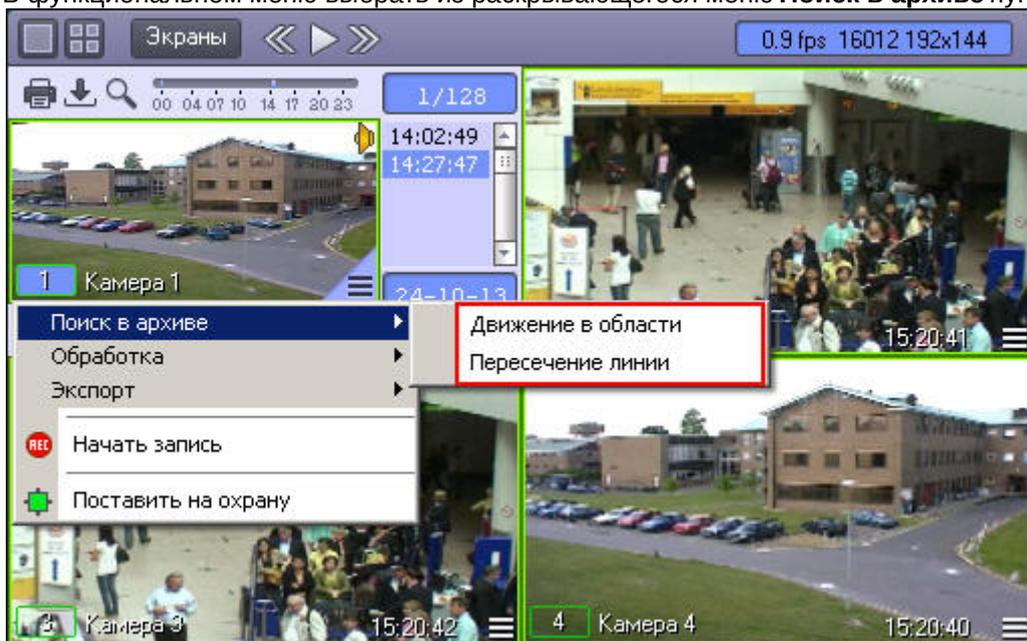 В функциональном меню выбрать из раскрывающегося меню Поиск в архиве
Экраны
0.9 fps 16012 192x144
00 04 07 10 14 17 20 23
1/128
14:02:49
14:27:47
1 Камера 1
24-10-13
Поиск в архиве
Движение в области
Обработка
Пересечение линии
Экспорт
15:20:41
REC Начать запись
Поставить на охрану
3 Камера 3
15:20:42
4 Камера 4
15:20:40